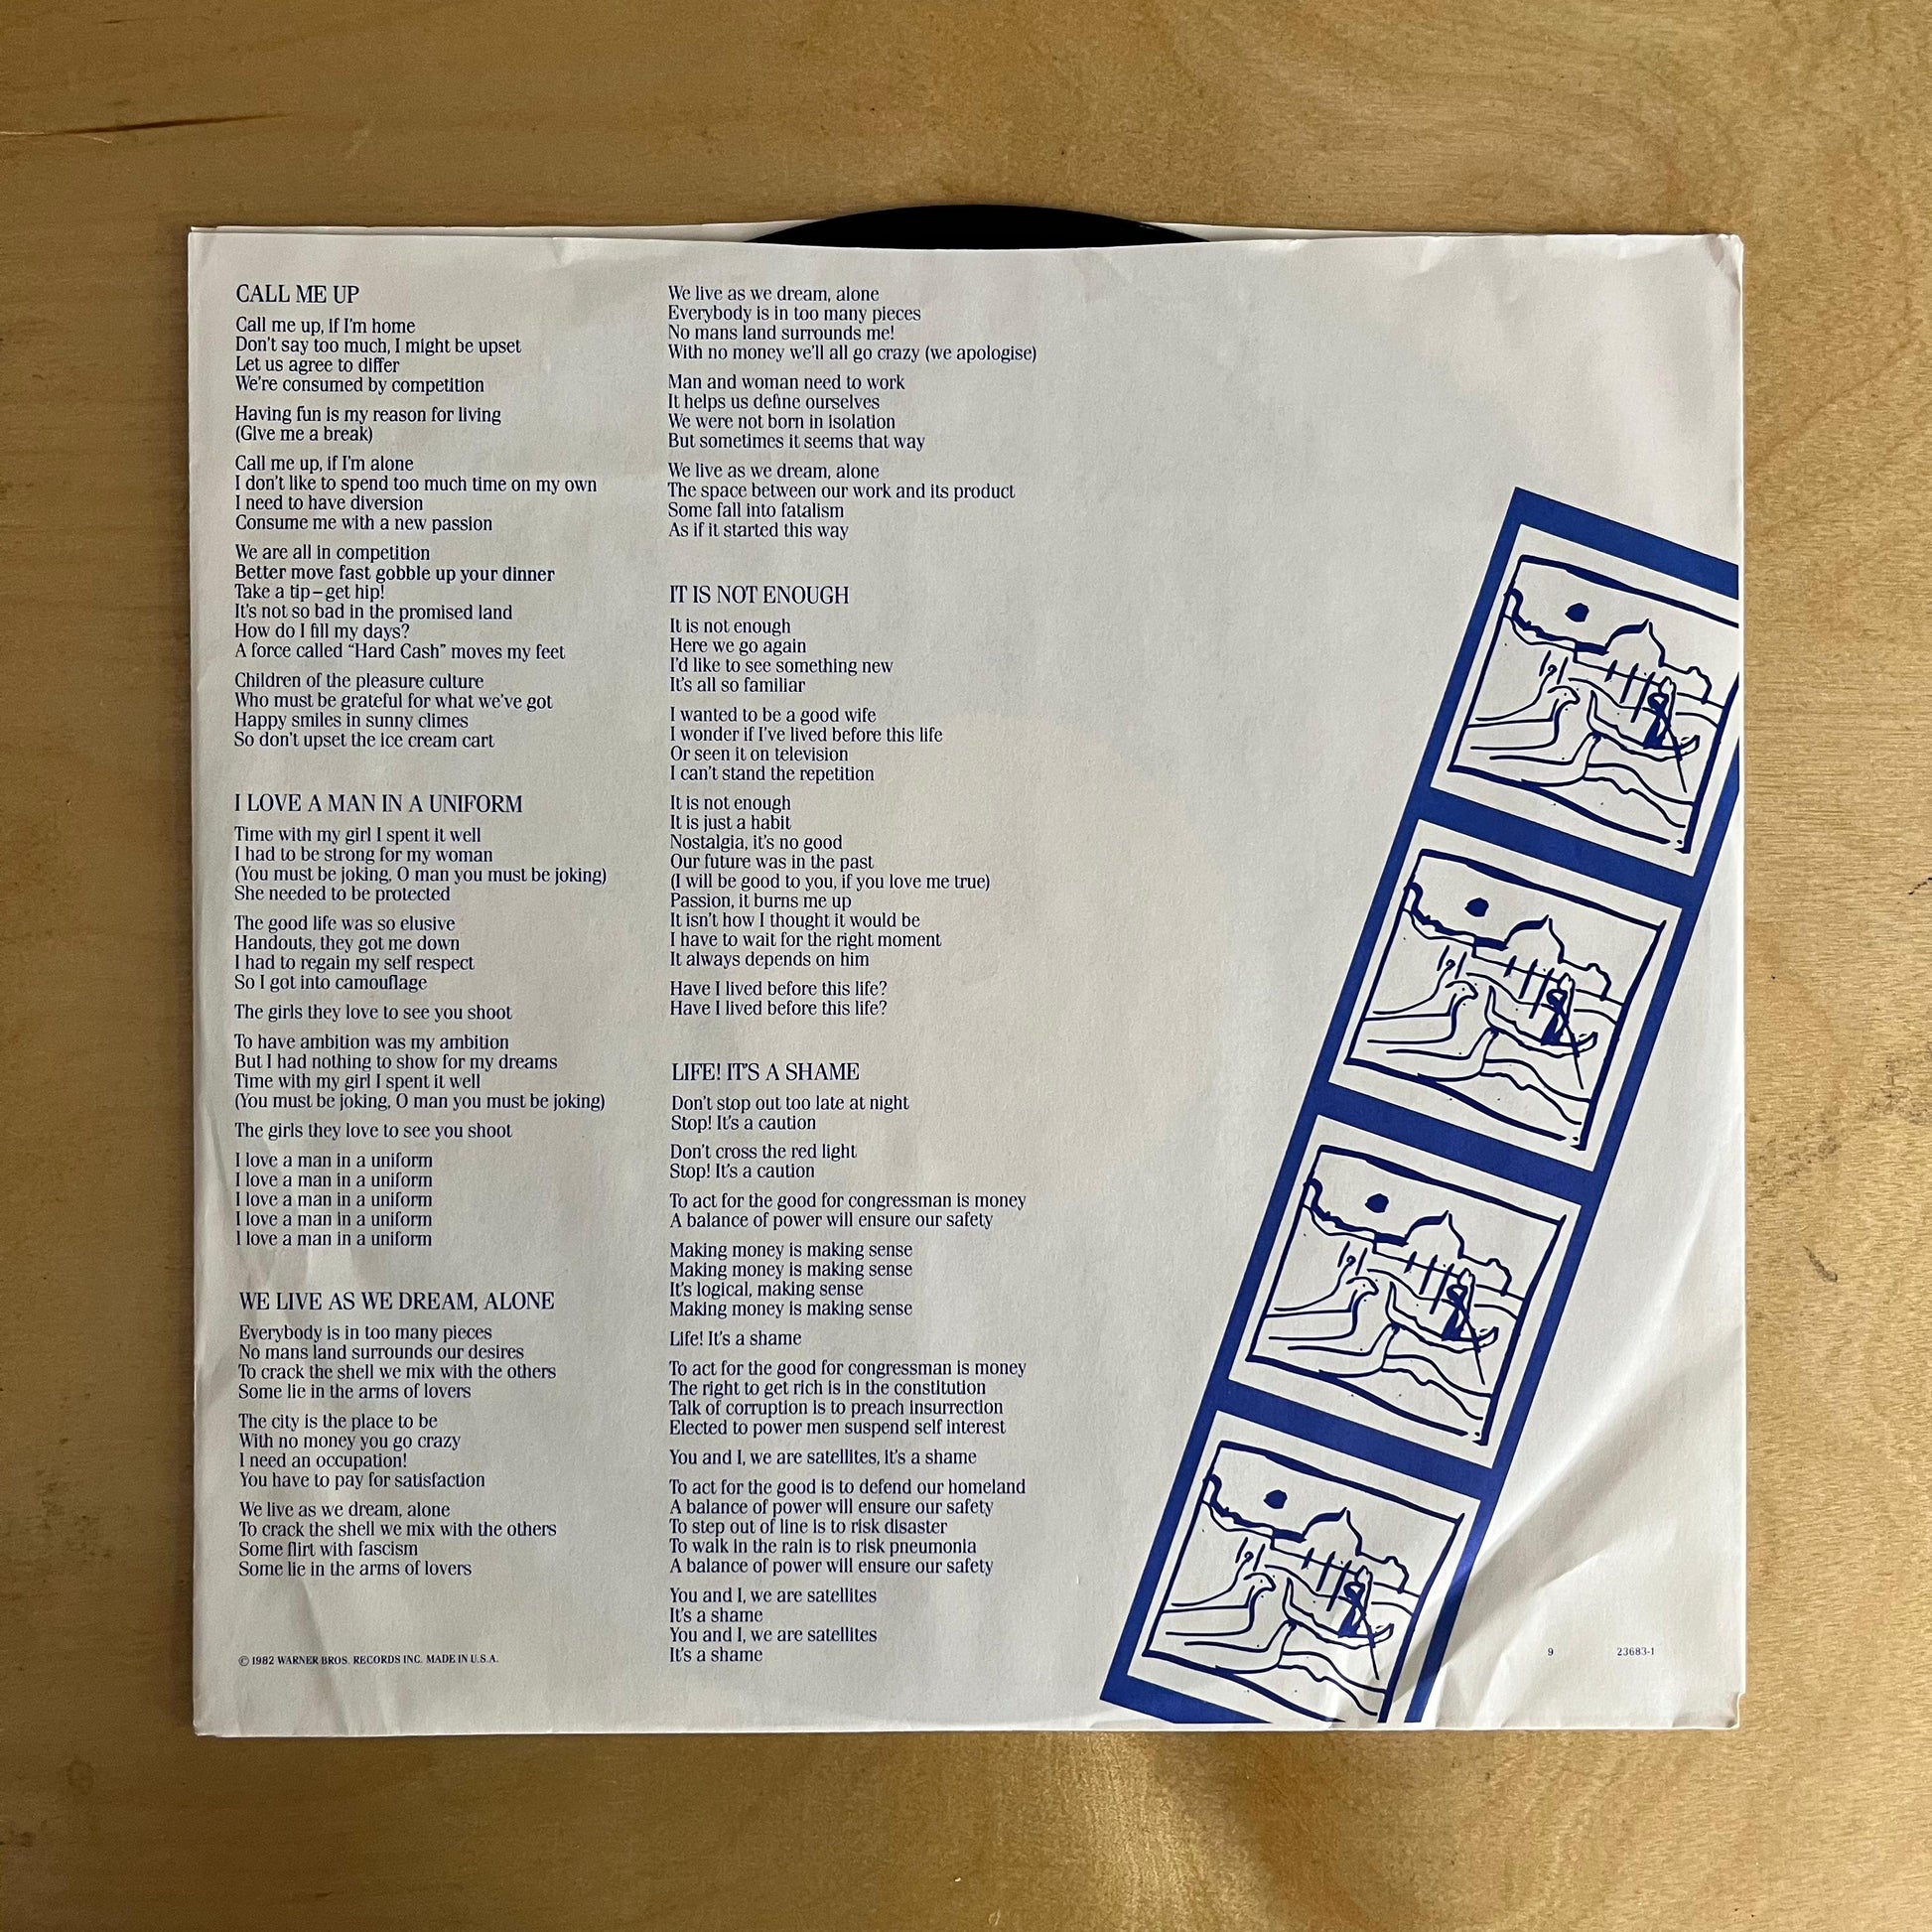 CALL ME UP
Call me up, if I'm home
Don't say too much, I might be upset
Let us agree to differ
We're consumed by competition
Having fun is my reason for living
(Give me a break)
Call me up, if I'm alone
I don't like to spend too much time on my own
I need to have diversion
Consume me with a new passion
We are all in competition
Better move fast gobble up your dinner
Take a tip–get hip!
It's not so bad in the promised land
How do I fill my days?
A force called "Hard Cash" moves my feet
Children of the pleasure culture
Who must be grateful for what we've got
Happy smiles in sunny climes
So don't upset the ice cream cart
I LOVE A MAN IN A UNIFORM
Time with my girl I spent it well
I had to be strong for my woman
(You must be joking, O man you must be joking)
She needed to be protected
The good life was so elusive
Handouts, they got me down
I had to regain my self respect
So I got into camouflage
The girls they love to see you shoot
To have ambition was my ambition
But I had nothing to show for my dreams
Time with my girl I spent it well
(You must be joking, O man you must be joking)
The girls they love to see you shoot
I love a man in a uniform
I love a man in a uniform
I love a man in a uniform
I love a man in a uniform
I love a man in a uniform
WE LIVE AS WE DREAM, ALONE
Everybody is in too many pieces
No mans land surrounds our desires
To crack the shell we mix with the others
Some lie in the arms of lovers
The city is the place to be
With no money you go crazy
I need an occupation!
You have to pay for satisfaction
We live as we dream, alone
To crack the shell we mix with the others
Some flirt with fascism
Some lie in the arms of lovers
© 1982 WARNER BROS. RECORDS INC. MADE IN U.S.A.
We live as we dream, alone
Everybody is in too many pieces
No mans land surrounds me!
With no money we'll all go crazy (we apologise)
Man and woman need to work
It helps us define ourselves
We were not born in isolation
But sometimes it seems that way
We live as we dream, alone
The space between our work and its product
Some fall into fatalism
As if it started this way
IT IS NOT ENOUGH
It is not enough
Here we go again
I'd like to see something new
It's all so familiar
I wanted to be a good wife
I wonder if I've lived before this life
Or seen it on television
I can't stand the repetition
It is not enough
It is just a habit
Nostalgia, it's no good
Our future was in the past
(I will be good to you, if you love me true)
Passion, it burns me up
It isn't how I thought it would be
I have to wait for the right moment
It always depends on him
Have I lived before this life?
Have I lived before this life?
LIFE! IT'S A SHAME
Don't stop out too late at night
Stop! It's a caution
Don't cross the red light
Stop! It's a caution
To act for the good for congressman is money
A balance of power will ensure our safety
Making money is making sense
Making money is making sense
It's logical, making sense
Making money is making sense
Life! It's a shame
To act for the good for congressman is money
The right to get rich is in the constitution
Talk of corruption is to preach insurrection
Elected to power men suspend self interest
You and I, we are satellites, it's a shame
To act for the good is to defend our homeland
A balance of power will ensure our safety
To step out of line is to risk disaster
To walk in the rain is to risk pneumonia
A balance of power will ensure our safety
You and I, we are satellites
It's a shame
You and I, we are satellites
It's a shame
9 23683-1